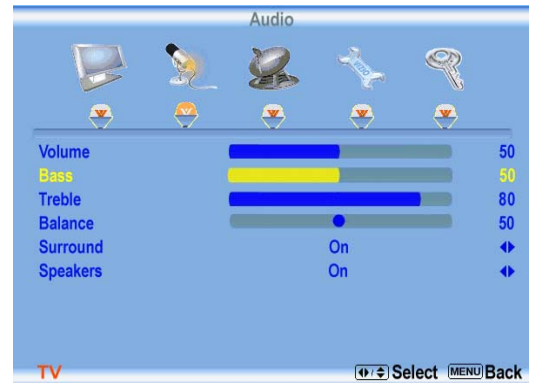 Audio
Volume 50
Bass 50
Treble 80
Balance 50
Surround On
Speakers On
TV Select MENU Back